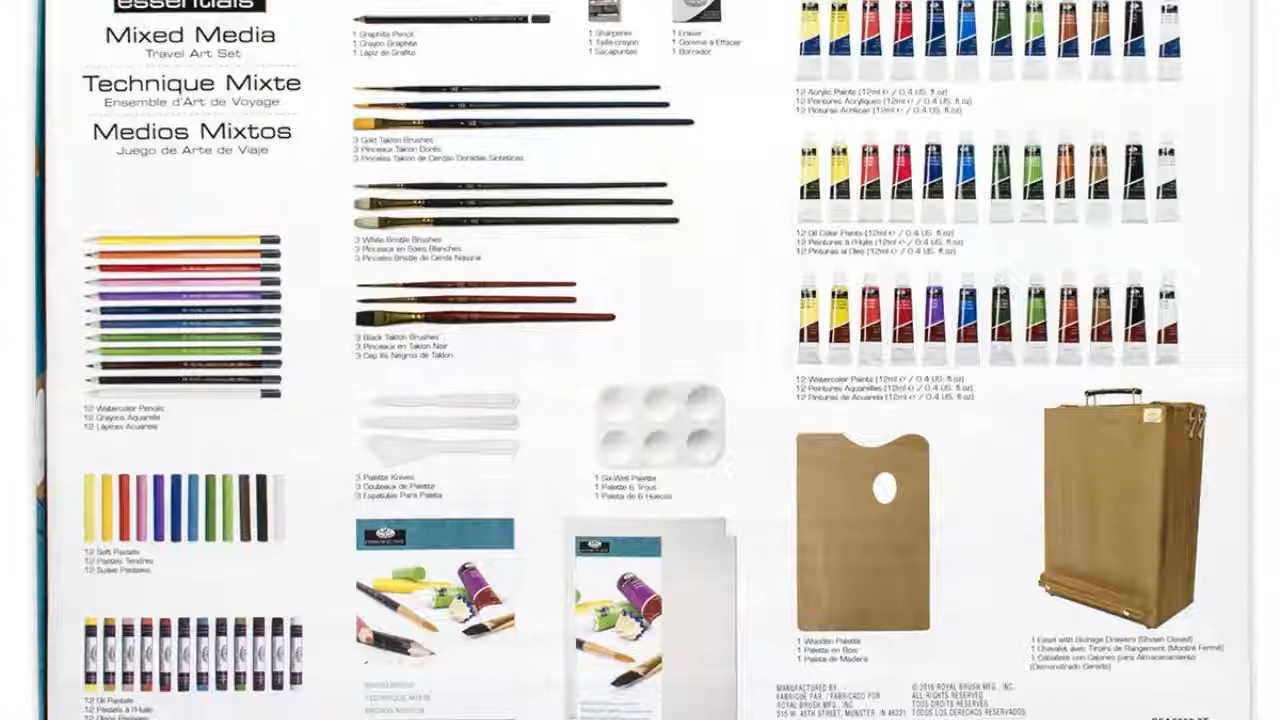 essentials
Mixed Media
Travel Art Set
Technique Mixte
Ensemble d'Art de Voyage
Medios Mixtos
Juego de Arte de Viaje
12 Watercolor Pencils
12 Crayons Aquarelle
12 Lápices Acuarela
12 Soft Pastels
12 Pastels Tendres
12 Suave Pasteles
12 Oil Pastels
12 Pastels à l'Huile
1 Graphite Pencil
1 Crayon Graphite
1 Lápiz de Grafito
1 Sharpener
1 Taille-crayon
1 Sacapuntas
1 Eraser
1 Gomme à Effacer
1 Borrador
3 Gold Taklon Brushes
3 Pinceaux Taklon Dorés
3 Pinceles Taklon de Cerdas Doradas Sintéticas
3 White Bristle Brushes
3 Pinceaux en Soies Blanches
3 Pinceles Bristle de Cerda Natural
3 Black Taklon Brushes
3 Pinceaux en Taklon Noir
3 Cepills Negros de Taklon
3 Palette Knives
3 Couteaux de Palette
3 Espátulas Para Paleta
1 Six-Well Palette
1 Palette 6 Trous
1 Paleta de 6 Huecos
12 Acrylic Paints (12ml e / 0.4 US. fl oz)
12 Peintures Acryliques (12ml e / 0.4 US. fl oz)
12 Pinturas Acrílicas (12ml e / 0.4 US. fl oz)
12 Oil Color Paints (12ml e / 0.4 US. fl oz)
12 Peintures à l'Huile (12ml e / 0.4 US. fl oz)
12 Pinturas al Óleo (12ml e / 0.4 US. fl oz)
12 Watercolor Paints (12ml e / 0.4 US. fl oz)
12 Peintures Aquarelles (12ml e / 0.4 US. fl oz)
12 Pinturas de Acuarela (12ml e / 0.4 US. fl oz)
1 Wooden Palette
1 Palette en Bois
1 Paleta de Madera
1 Easel with Storage Drawers (Shown Closed)
1 Chevalet avec Tiroirs de Rangement (Montré Fermé)
1 Caballete con Cajones para Almacenamiento
(Demostrado Cerrado)
MANUFACTURED BY
FABRIQUÉ PAR / FABRICADO POR
ROYAL BRUSH MFG., INC.
515 W. 45TH STREET, MUNSTER, IN 46321
© 2016 ROYAL BRUSH MFG., INC.
ALL RIGHTS RESERVED
TOUS DROITS RESERVÉS
TODOS LOS DERECHOS RESERVADOS